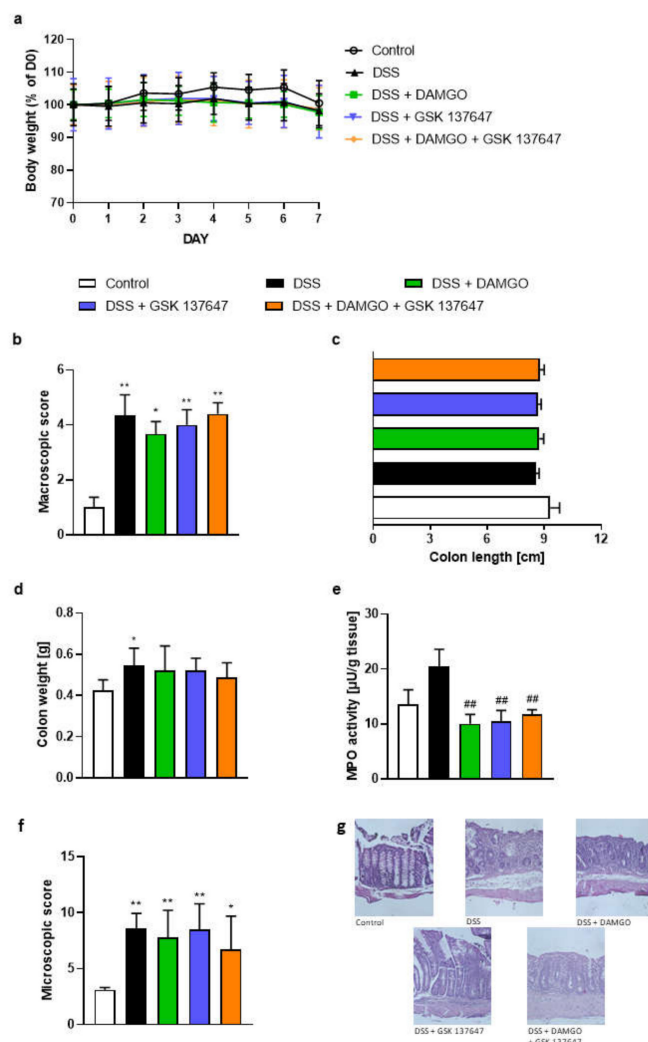 a
Body weight (% of D0)
120
110
100
90
80
70
0 1 2 3 4 5 6 7
DAY
Control
DSS
DSS + DAMGO
DSS + GSK 137647
DSS + DAMGO + GSK 137647
Control DSS DSS + DAMGO
DSS + GSK 137647 DSS + DAMGO + GSK 137647
b
Macroscopic score
6
4
2
0
** * ** **
c
0 3 6 9 12
Colon length [cm]
d
Colon weight [g]
0.8
0.6
0.4
0.2
0.0
*
e
MPO activity [µU/g tissue]
30
20
10
0
## ## ##
f
Microscopic score
15
10
5
0
** ** ** *
g
Control DSS DSS + DAMGO
DSS + GSK 137647 DSS + DAMGO
+ GSK 137647